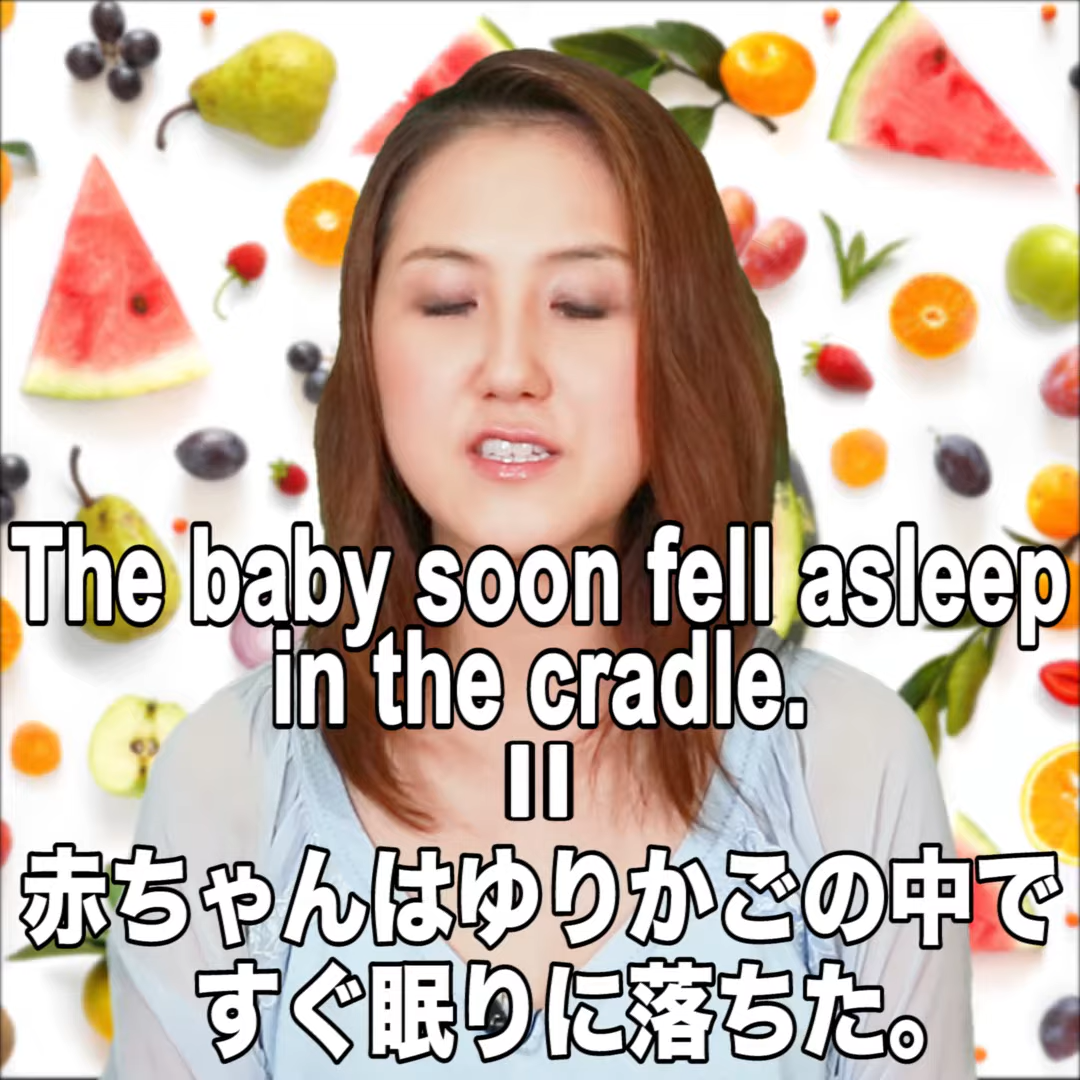 The baby soon fell asleep
in the cradle.
=
赤ちゃんはゆりかごの中で
すぐ眠りに落ちた。